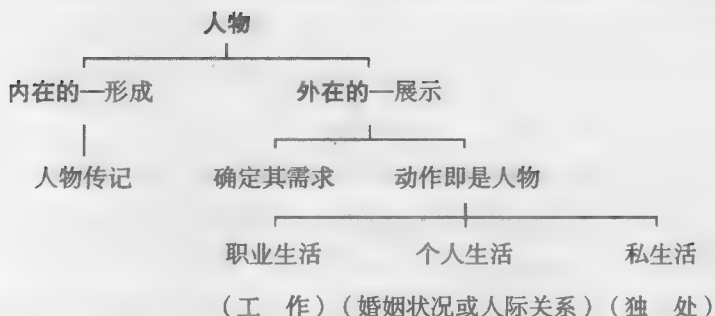 人物
内在的—形成 外在的—展示
人物传记 确定其需求 动作即是人物
职业生活 个人生活 私生活
(工 作)(婚姻状况或人际关系)(独 处)